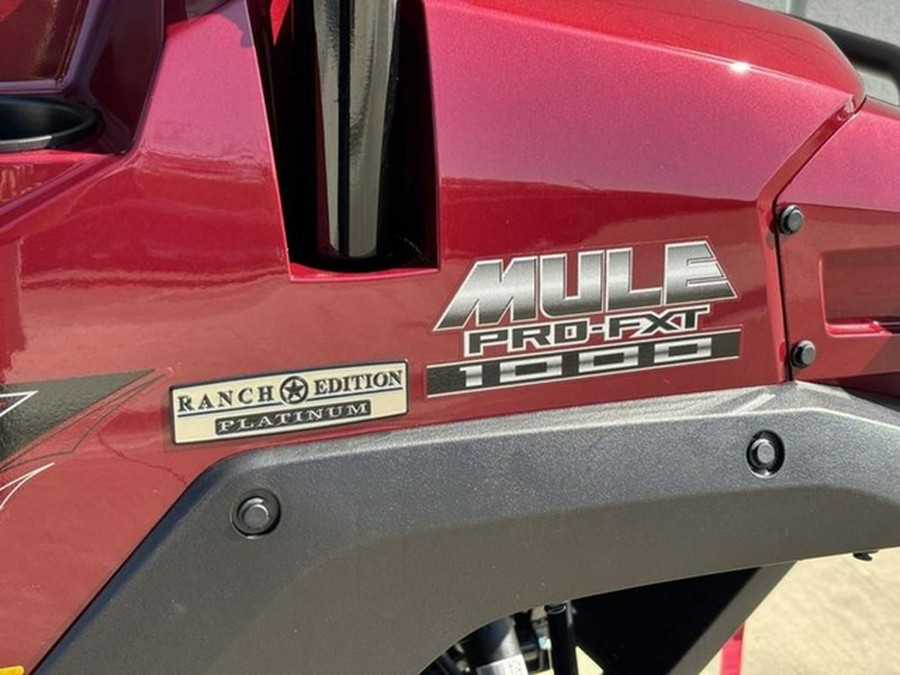 MULE
PRO-FXT
1000
RANCH EDITION
PLATINUM